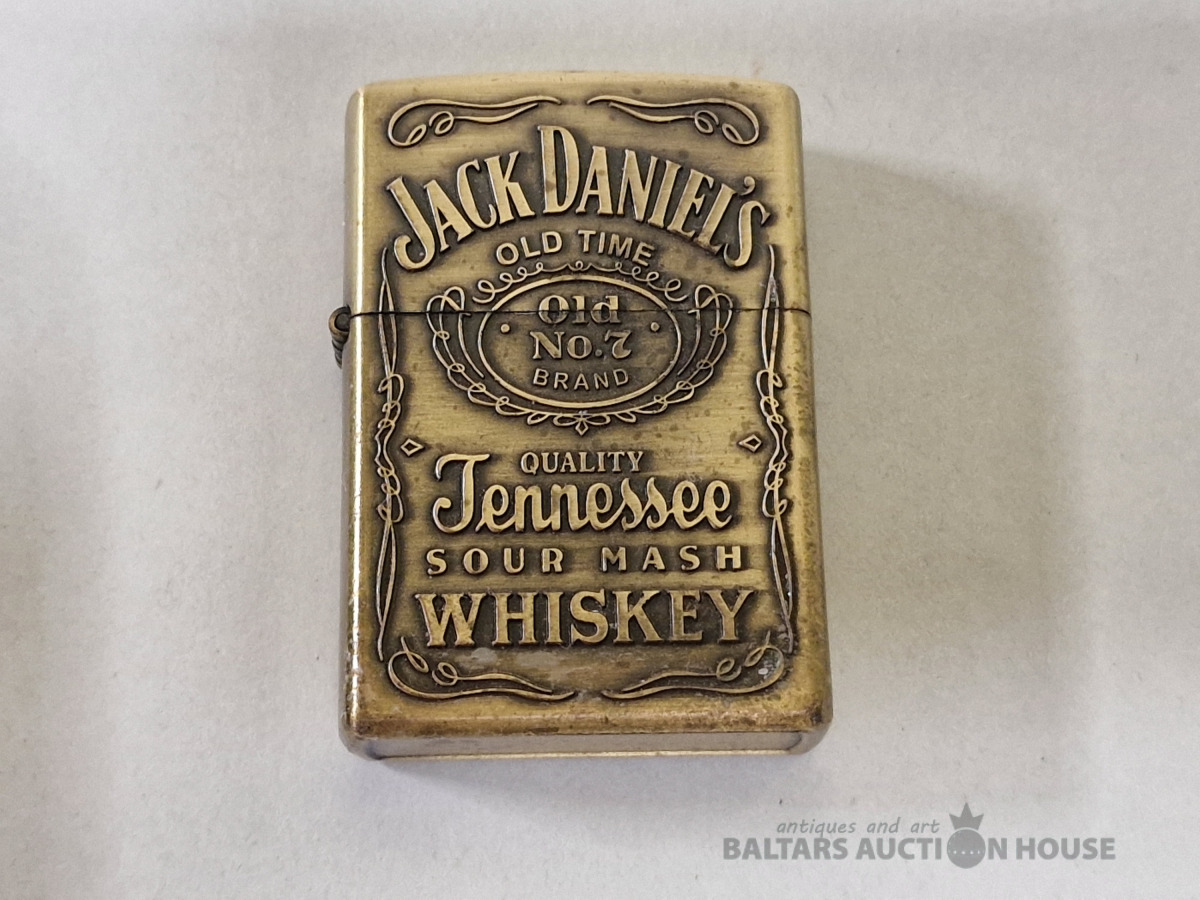 JACK DANIEL'S
OLD TIME
Old
No.7
BRAND
QUALITY
Tennessee
SOUR MASH
WHISKEY
antiques and art
BALTARS AUCTION HOUSE